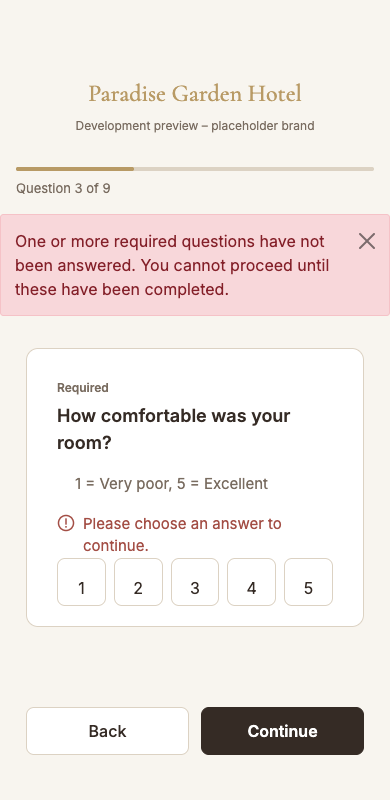 Paradise Garden Hotel
Development preview – placeholder brand
Question 3 of 9
One or more required questions have not
been answered. You cannot proceed until
these have been completed.
Required
How comfortable was your
room?
1 = Very poor, 5 = Excellent
Please choose an answer to
continue.
1 2 3 4 5
Back Continue